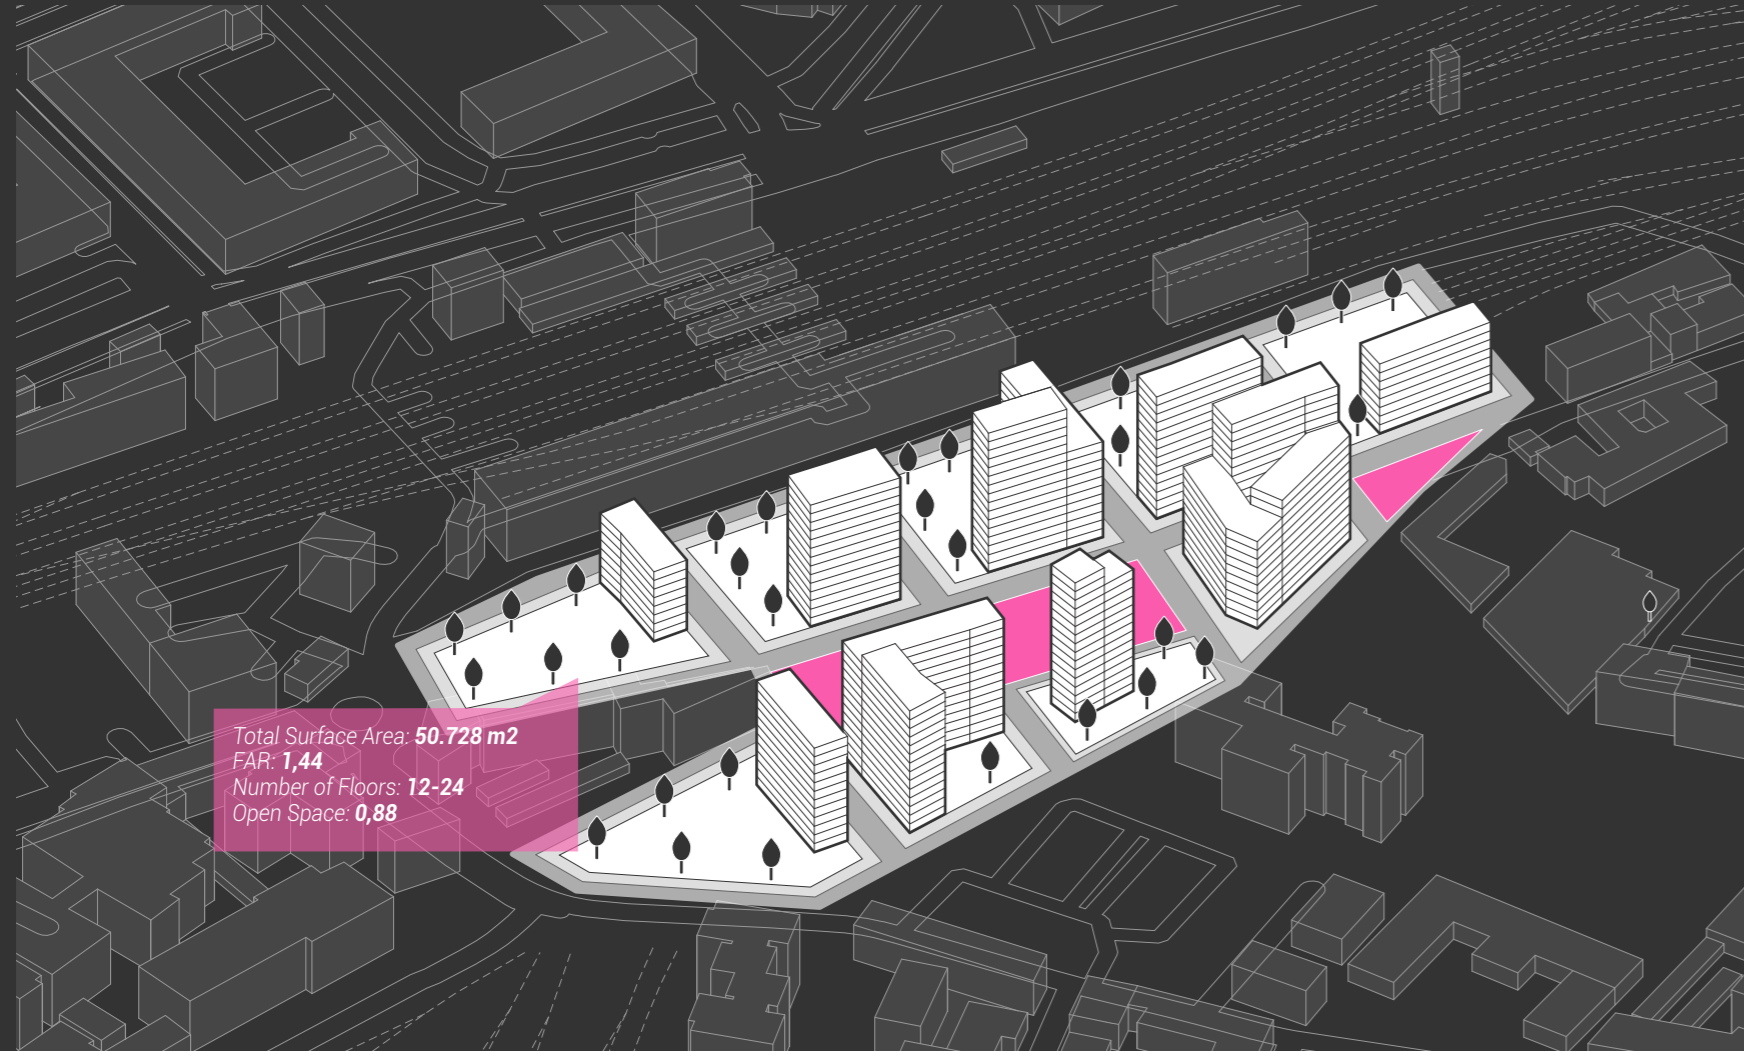 Total Surface Area: 50.728 m2
FAR: 1,44
Number of Floors: 12-24
Open Space: 0,88